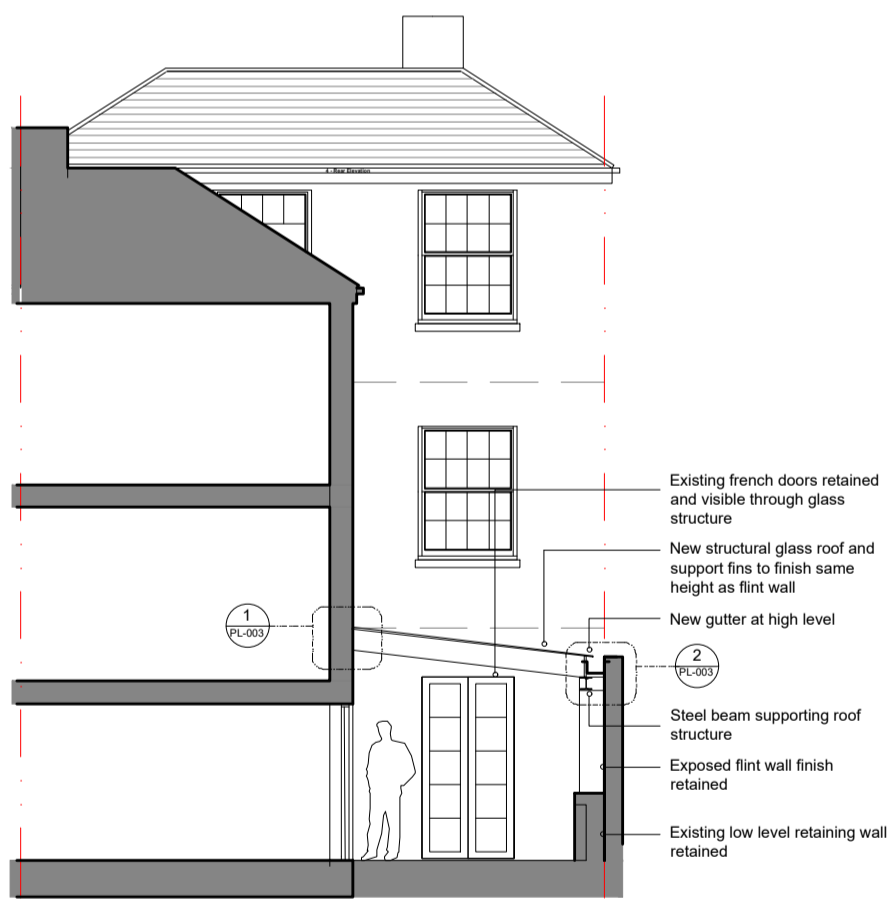 4 - Rear Elevation
Existing french doors retained
and visible through glass
structure
New structural glass roof and
support fins to finish same
height as flint wall
1
PL-003
New gutter at high level
2
PL-003
Steel beam supporting roof
structure
Exposed flint wall finish
retained
Existing low level retaining wall
retained